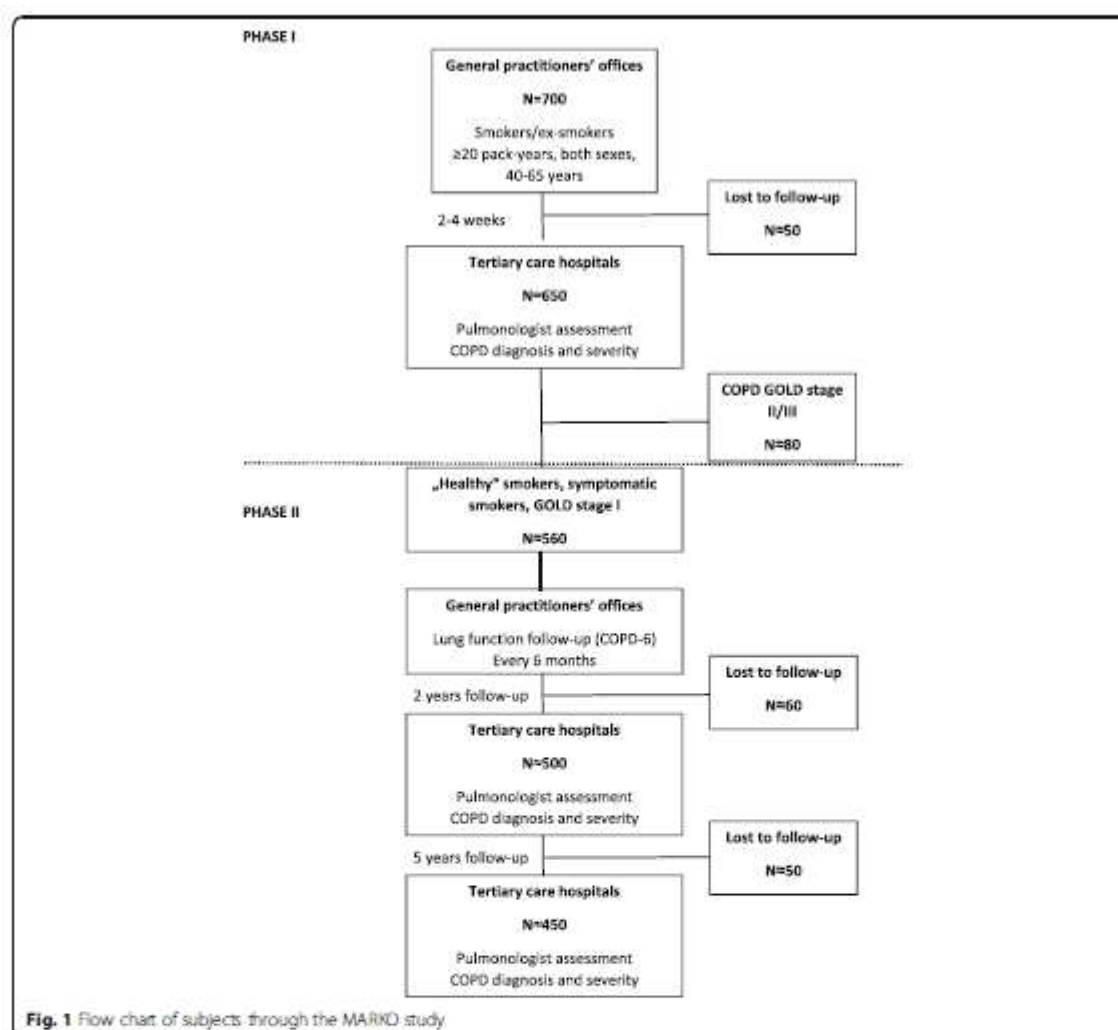 PHASE I
General practitioners' offices
N=700
Smokers/ex-smokers
≥20 pack-years, both sexes,
40-65 years
2-4 weeks
Lost to follow-up
N=50
Tertiary care hospitals
N=650
Pulmonologist assessment
COPD diagnosis and severity
COPD GOLD stage
II/III
N=80
„Healthy" smokers, symptomatic
smokers, GOLD stage I
N=560
PHASE II
General practitioners' offices
Lung function follow-up (COPD-6)
Every 6 months
2 years follow-up
Lost to follow-up
N=60
Tertiary care hospitals
N=500
Pulmonologist assessment
COPD diagnosis and severity
5 years follow-up
Lost to follow-up
N=50
Tertiary care hospitals
N=450
Pulmonologist assessment
COPD diagnosis and severity
Fig. 1 Flow chart of subjects through the MARKO study